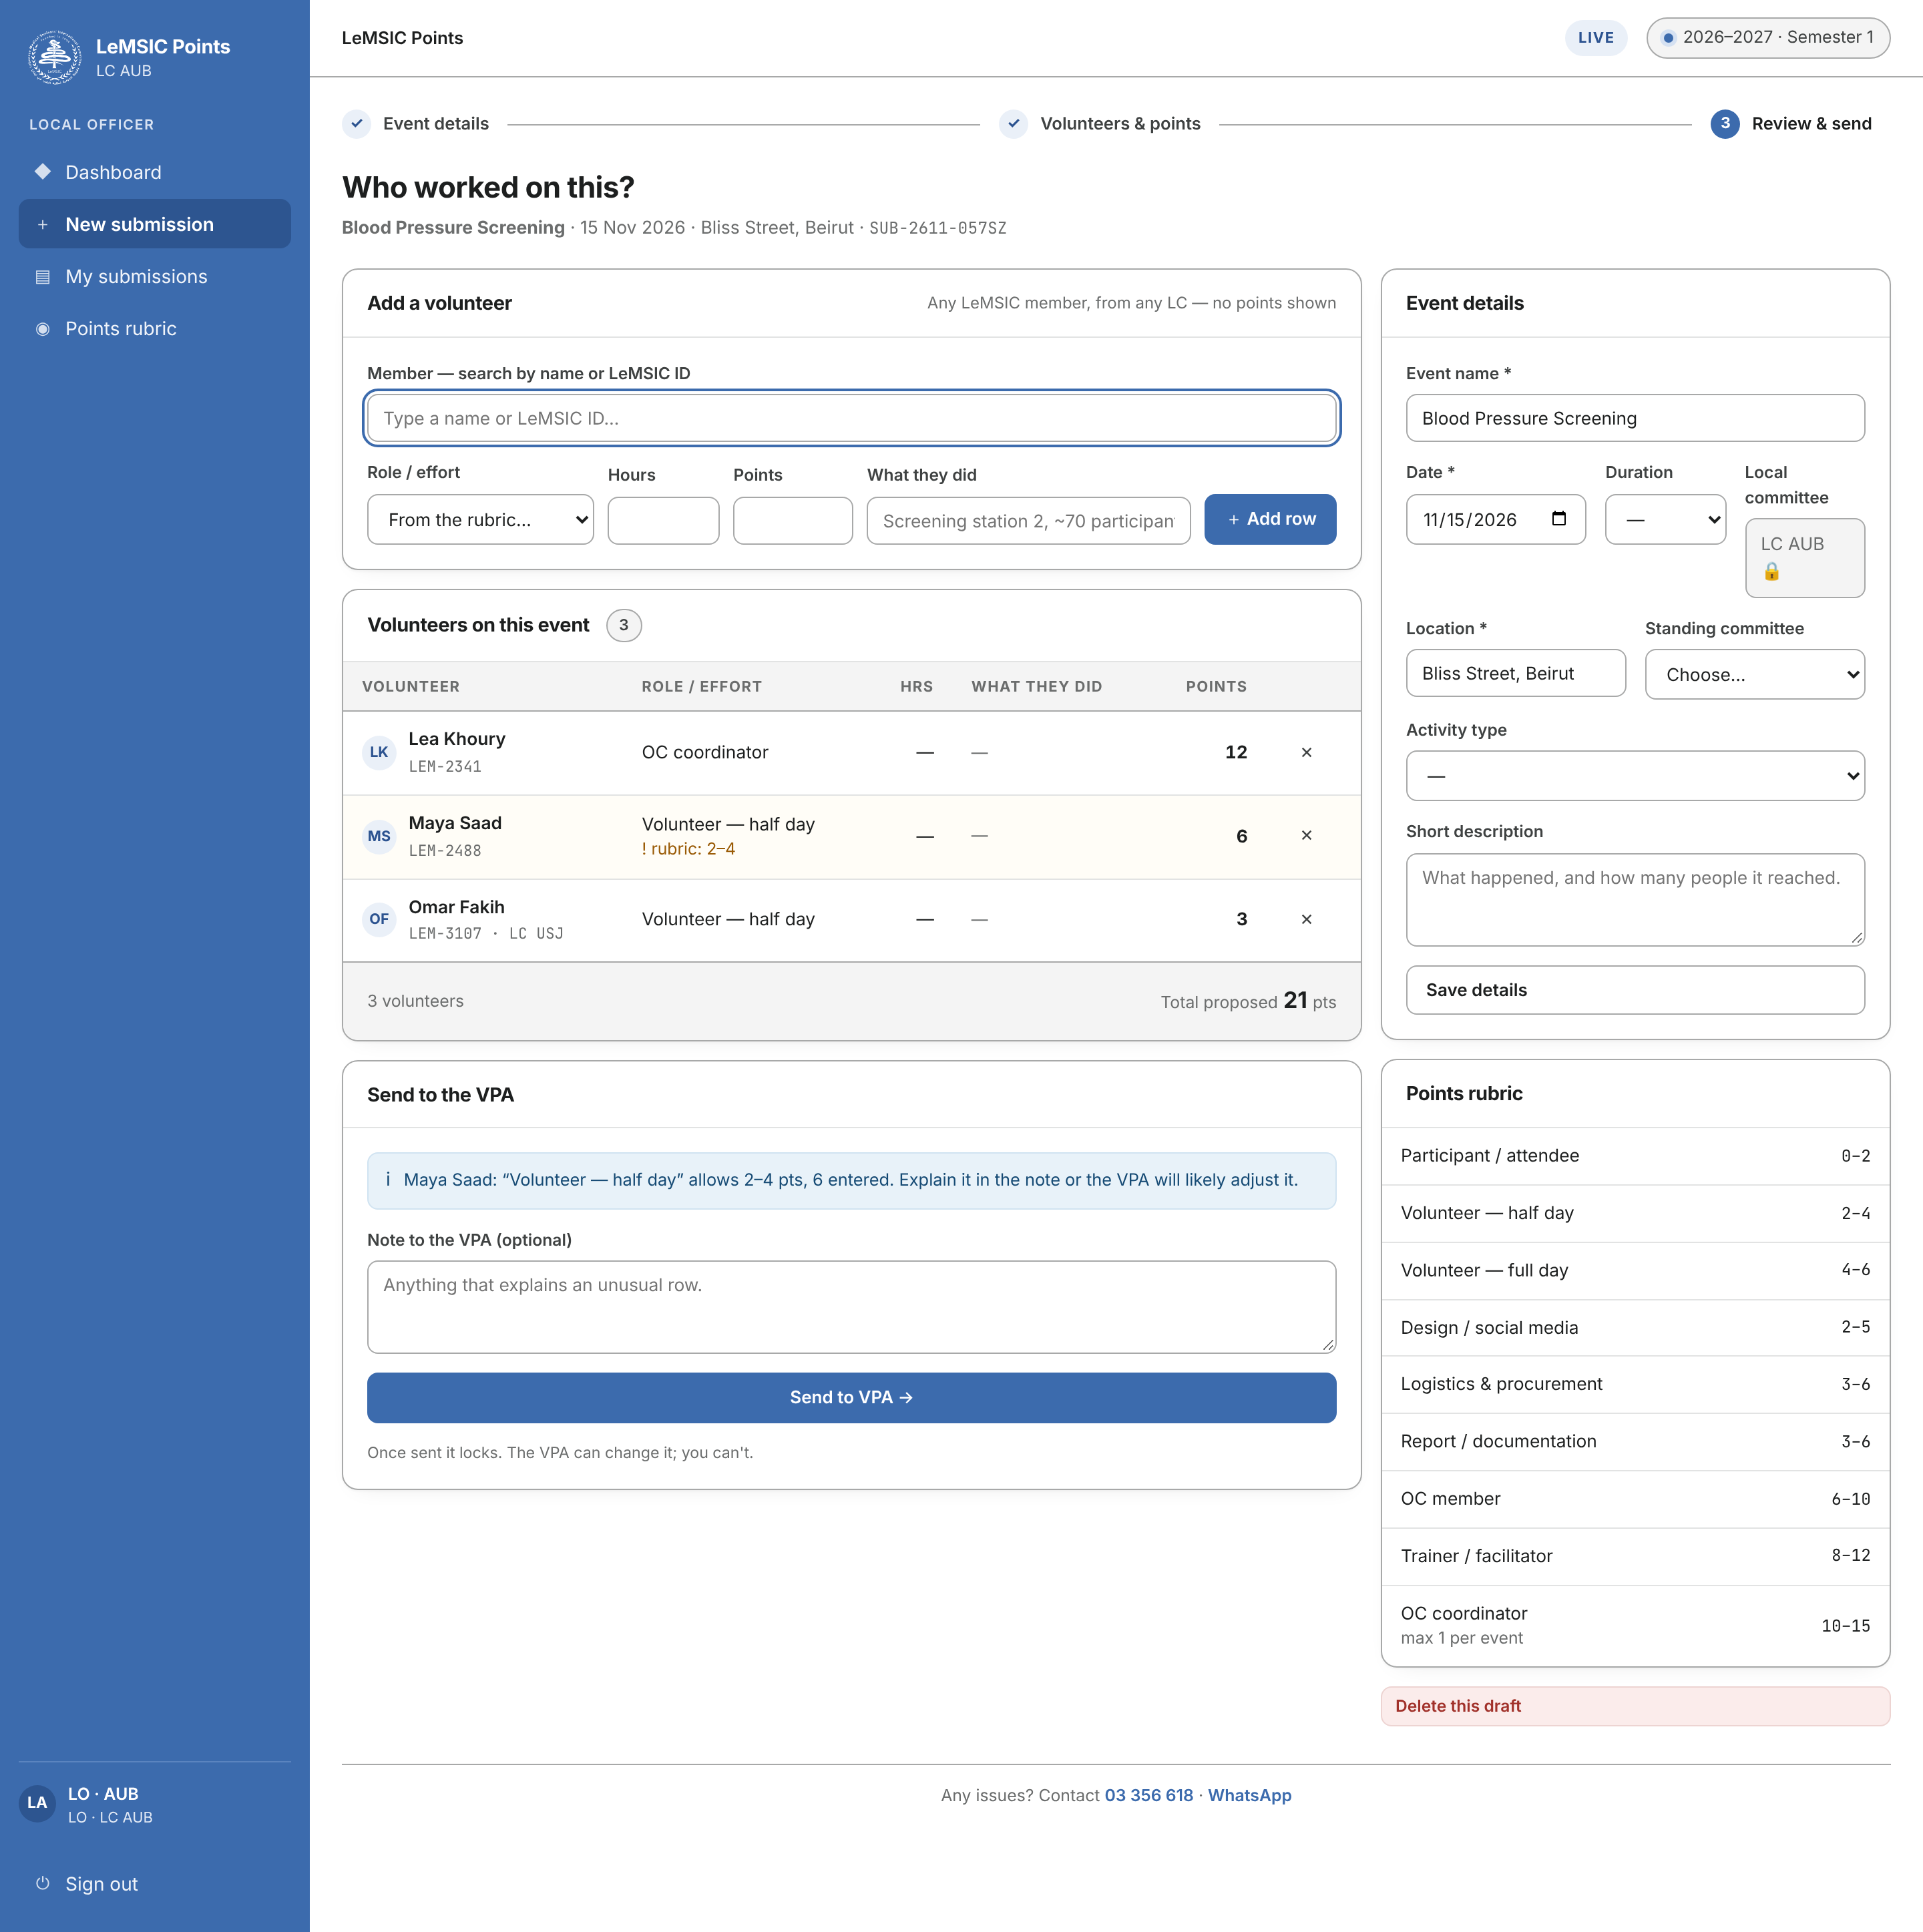 LeMSIC Points
LC AUB
LOCAL OFFICER
Dashboard
+ New submission
My submissions
Points rubric
LA
LO · AUB
LO · LC AUB
Sign out
LeMSIC Points
LIVE
2026–2027 · Semester 1
Event details
Volunteers & points
3 Review & send
Who worked on this?
Blood Pressure Screening · 15 Nov 2026 · Bliss Street, Beirut · SUB-2611-057SZ
Add a volunteer
Any LeMSIC member, from any LC — no points shown
Member — search by name or LeMSIC ID
Type a name or LeMSIC ID...
Role / effort
Hours
Points
What they did
From the rubric...
Screening station 2, ~70 participan
+ Add row
Volunteers on this event 3
VOLUNTEER ROLE / EFFORT HRS WHAT THEY DID POINTS
LK Lea Khoury OC coordinator — — 12 ×
LEM-2341
MS Maya Saad Volunteer — half day — — 6 ×
LEM-2488 ! rubric: 2–4
OF Omar Fakih Volunteer — half day — — 3 ×
LEM-3107 · LC USJ
3 volunteers
Total proposed 21 pts
Send to the VPA
i Maya Saad: “Volunteer — half day” allows 2–4 pts, 6 entered. Explain it in the note or the VPA will likely adjust it.
Note to the VPA (optional)
Anything that explains an unusual row.
Send to VPA →
Once sent it locks. The VPA can change it; you can't.
Event details
Event name *
Blood Pressure Screening
Date *
Duration
Local
committee
11/15/2026
—
LC AUB
🔒
Location *
Standing committee
Bliss Street, Beirut
Choose...
Activity type
—
Short description
What happened, and how many people it reached.
Save details
Points rubric
Participant / attendee 0–2
Volunteer — half day 2–4
Volunteer — full day 4–6
Design / social media 2–5
Logistics & procurement 3–6
Report / documentation 3–6
OC member 6–10
Trainer / facilitator 8–12
OC coordinator 10–15
max 1 per event
Delete this draft
Any issues? Contact 03 356 618 · WhatsApp